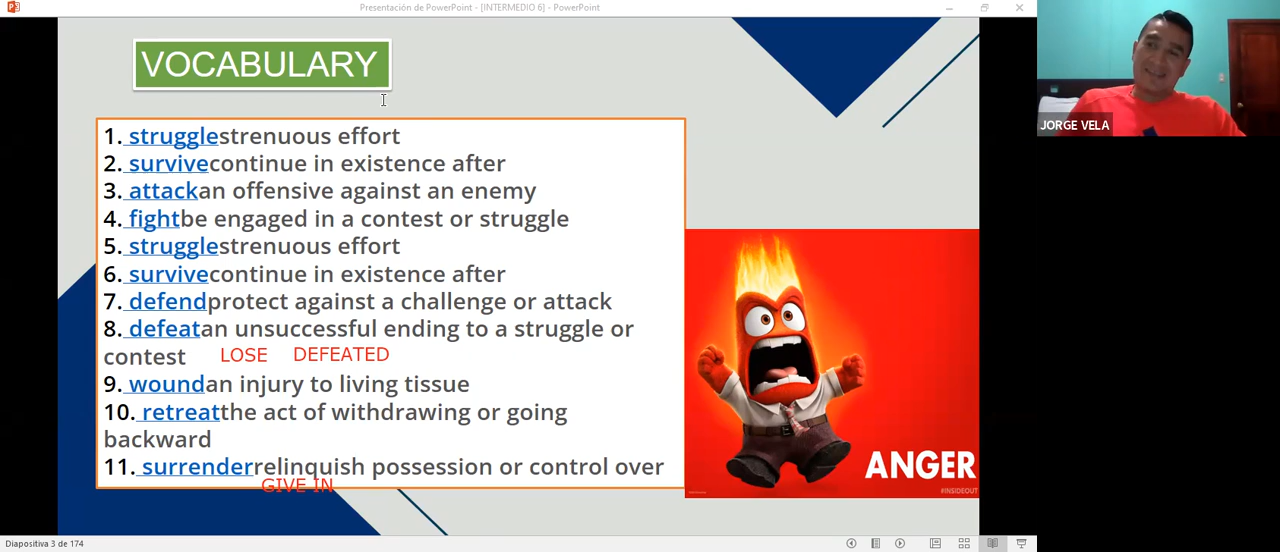 Presentación de PowerPoint - [INTERMEDIO 6] - PowerPoint
VOCABULARY
JORGE VELA
1. strugglestrenuous effort
2. survivecontinue in existence after
3. attackan offensive against an enemy
4. fightbe engaged in a contest or struggle
5. strugglestrenuous effort
6. survivecontinue in existence after
7. defendprotect against a challenge or attack
8. defeatan unsuccessful ending to a struggle or
contest LOSE DEFEATED
9. woundan injury to living tissue
10. retreatthe act of withdrawing or going
backward
11. surrenderrelinquish possession or control over
GIVE IN
ANGER
#INSIDEOUT
Diapositiva 3 de 174